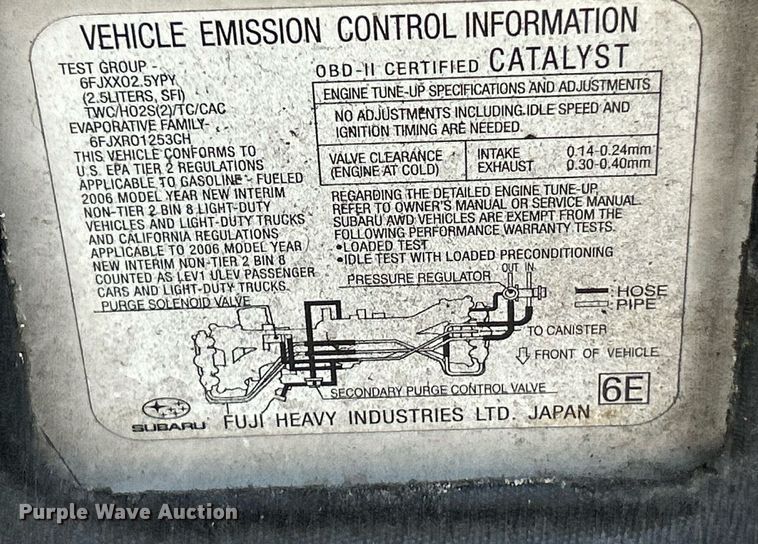 VEHICLE EMISSION CONTROL INFORMATION
TEST GROUP -
6FJXX02.5YPY
(2.5LITERS, SFI)
TWC/HO2S(2)/TC/CAC
EVAPORATIVE FAMILY-
6FJXR01253GH
THIS VEHICLE CONFORMS TO
U.S. EPA TIER 2 REGULATIONS
APPLICABLE TO GASOLINE - FUELED
2006 MODEL YEAR NEW INTERIM
NON-TIER 2 BIN 8 LIGHT-DUTY
VEHICLES AND LIGHT-DUTY TRUCKS
AND CALIFORNIA REGULATIONS
APPLICABLE TO 2006 MODEL YEAR
NEW INTERIM NON-TIER 2 BIN 8
COUNTED AS LEV1 ULEV PASSENGER
CARS AND LIGHT-DUTY TRUCKS.
OBD-II CERTIFIED CATALYST
ENGINE TUNE-UP SPECIFICATIONS AND ADJUSTMENTS
NO ADJUSTMENTS INCLUDING IDLE SPEED AND
IGNITION TIMING ARE NEEDED
VALVE CLEARANCE
(ENGINE AT COLD)
INTAKE 0.14-0.24mm
EXHAUST 0.30-0.40mm
REGARDING THE DETAILED ENGINE TUNE-UP,
REFER TO OWNER'S MANUAL OR SERVICE MANUAL.
SUBARU AWD VEHICLES ARE EXEMPT FROM THE
FOLLOWING PERFORMANCE WARRANTY TESTS.
•LOADED TEST
•IDLE TEST WITH LOADED PRECONDITIONING
PURGE SOLENOID VALVE
PRESSURE REGULATOR
OUT IN
:HOSE
:PIPE
TO CANISTER
FRONT OF VEHICLE
SECONDARY PURGE CONTROL VALVE
6E
SUBARU
FUJI HEAVY INDUSTRIES LTD. JAPAN
Purple Wave Auction